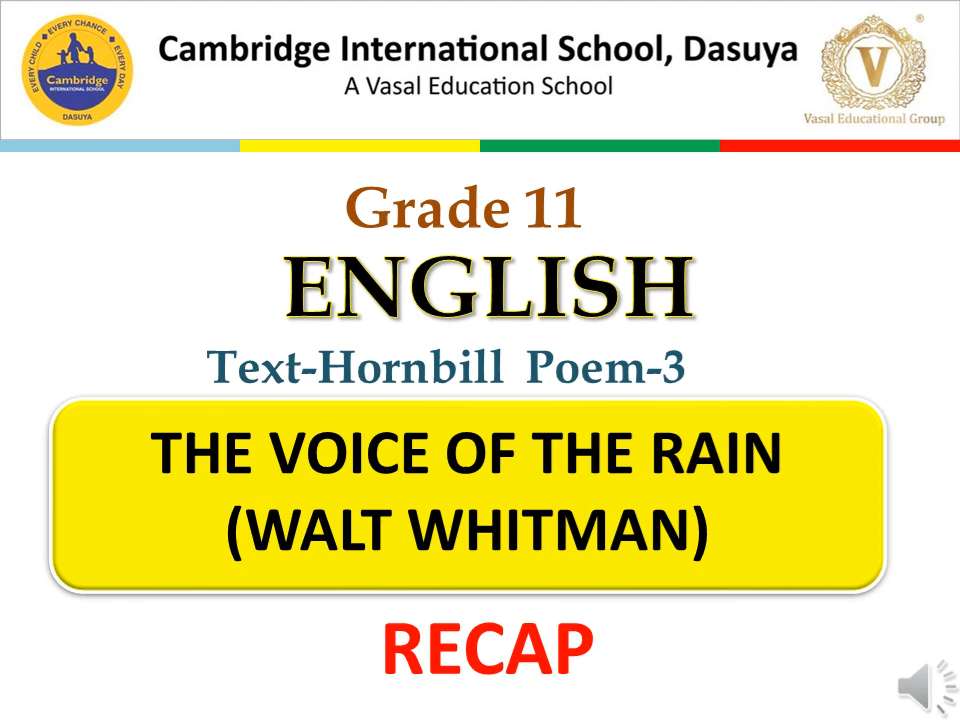 EVERY CHILD • EVERY CHANCE • EVERY DAY
Cambridge
INTERNATIONAL SCHOOL
DASUYA
Cambridge International School, Dasuya
A Vasal Education School
V
®
Vasal Educational Group
Grade 11
ENGLISH
Text-Hornbill Poem-3
THE VOICE OF THE RAIN
(WALT WHITMAN)
RECAP